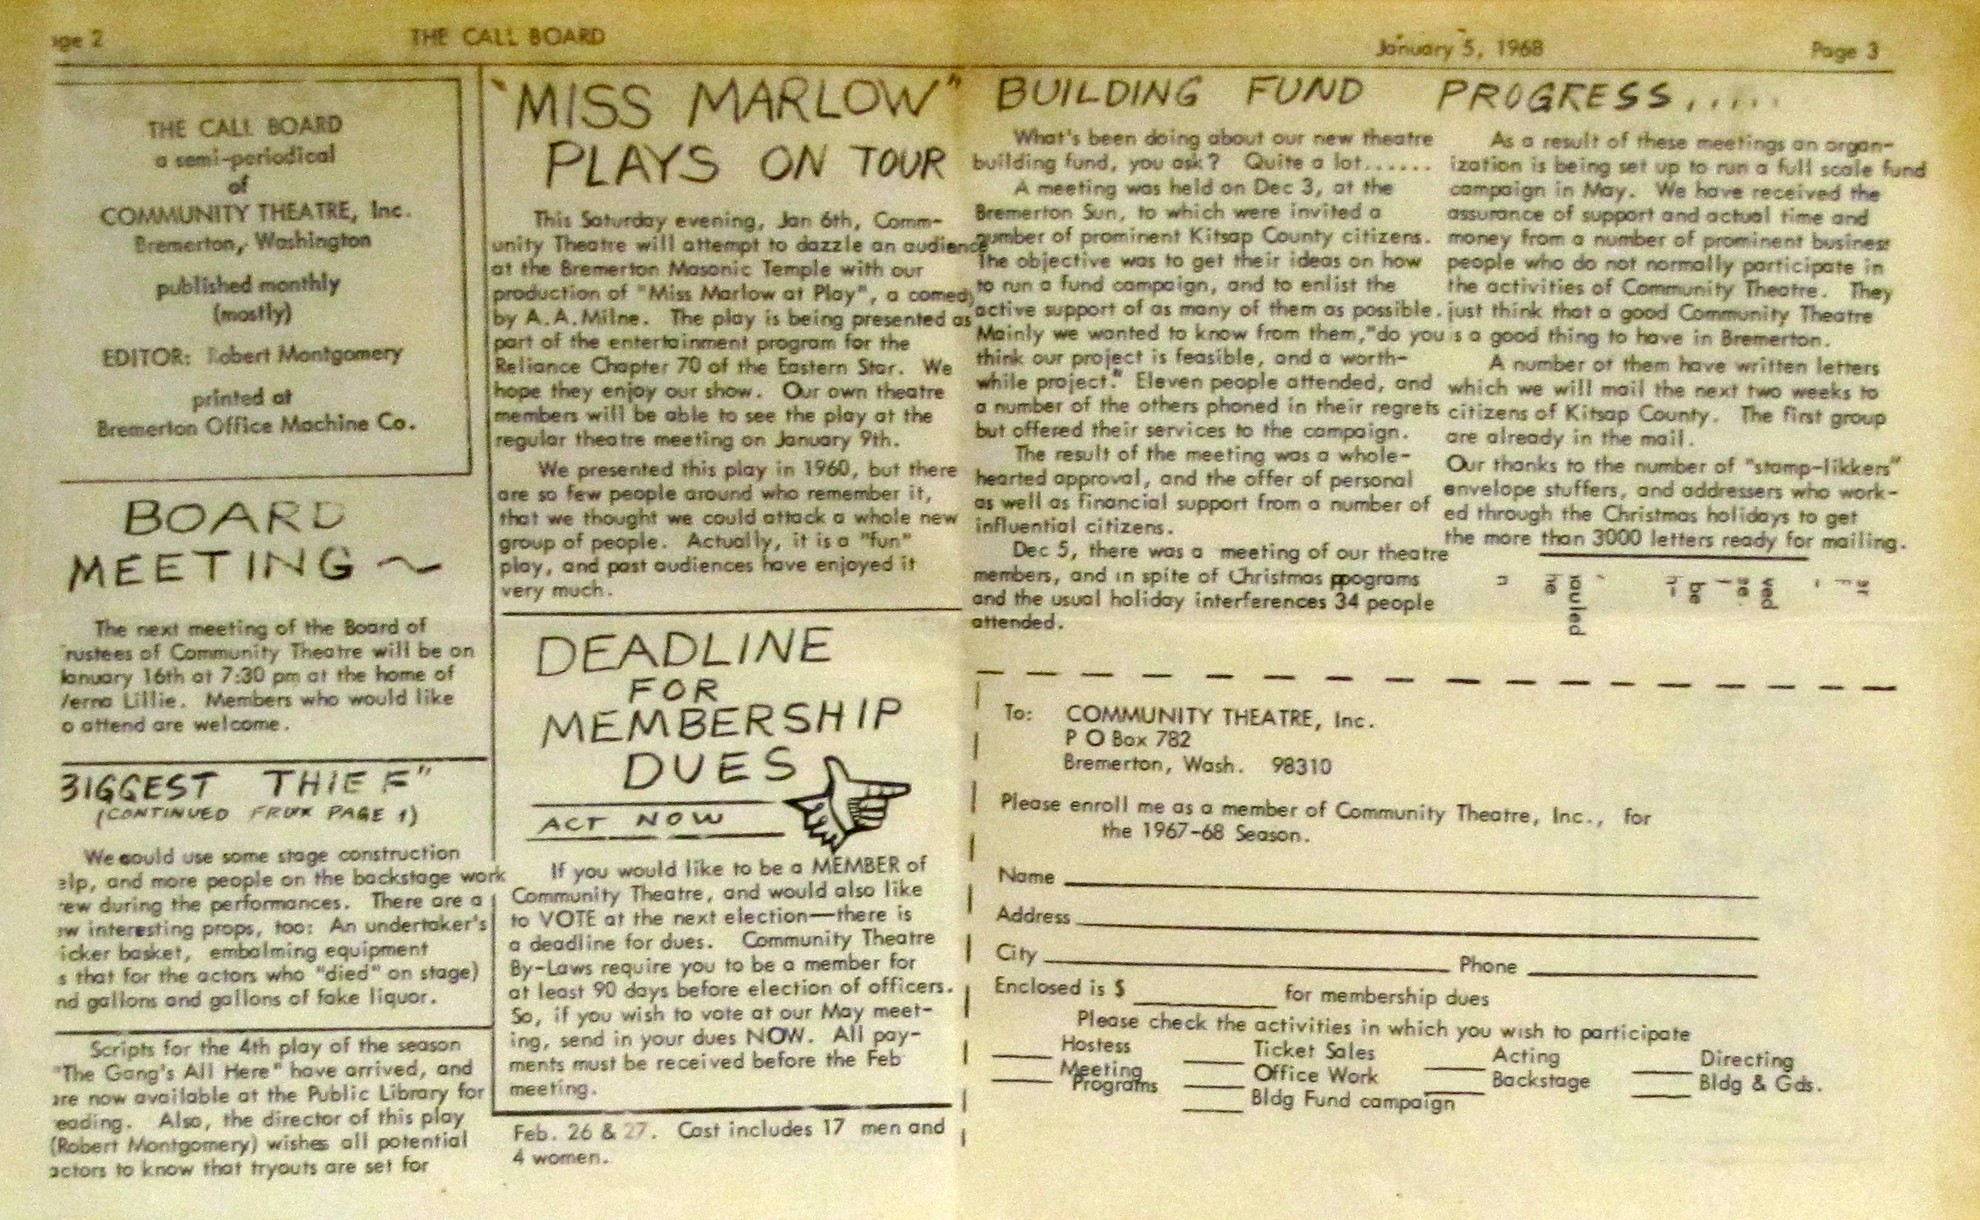 age 2
THE CALL BOARD
January 5, 1968
Page 3
THE CALL BOARD
a semi-periodical
of
COMMUNITY THEATRE, Inc.
Bremerton, Washington
published monthly
(mostly)
EDITOR: Robert Montgomery
printed at
Bremerton Office Machine Co.
BOARD
MEETING ~
The next meeting of the Board of
rustees of Community Theatre will be on
January 16th at 7:30 pm at the home of
Verna Lillie. Members who would like
o attend are welcome.
BIGGEST THIEF"
(CONTINUED FROM PAGE 1)
We could use some stage construction
elp, and more people on the backstage work
rew during the performances. There are a
ew interesting props, too: An undertaker's
icker basket, embalming equipment
s that for the actors who "died" on stage)
nd gallons and gallons of fake liquor.
Scripts for the 4th play of the season
"The Gang's All Here" have arrived, and
are now available at the Public Library for
eading. Also, the director of this play
(Robert Montgomery) wishes all potential
actors to know that tryouts are set for
"MISS MARLOW"
PLAYS ON TOUR
This Saturday evening, Jan 6th, Comm-
unity Theatre will attempt to dazzle an audience
at the Bremerton Masonic Temple with our
production of "Miss Marlow at Play", a comedy
by A.A.Milne. The play is being presented as
part of the entertainment program for the
Reliance Chapter 70 of the Eastern Star. We
hope they enjoy our show. Our own theatre
members will be able to see the play at the
regular theatre meeting on January 9th.
We presented this play in 1960, but there
are so few people around who remember it,
that we thought we could attack a whole new
group of people. Actually, it is a "fun"
play, and past audiences have enjoyed it
very much.
DEADLINE
FOR
MEMBERSHIP
DUES
ACT NOW
If you would like to be a MEMBER of
Community Theatre, and would also like
to VOTE at the next election—there is
a deadline for dues. Community Theatre
By-Laws require you to be a member for
at least 90 days before election of officers.
So, if you wish to vote at our May meet-
ing, send in your dues NOW. All pay-
ments must be received before the Feb
meeting.
Feb. 26 & 27. Cast includes 17 men and
4 women.
BUILDING FUND PROGRESS.....
What's been doing about our new theatre
building fund, you ask? Quite a lot......
A meeting was held on Dec 3, at the
Bremerton Sun, to which were invited a
number of prominent Kitsap County citizens.
The objective was to get their ideas on how
to run a fund campaign, and to enlist the
active support of as many of them as possible.
Mainly we wanted to know from them,"do you
think our project is feasible, and a worth-
while project." Eleven people attended, and
a number of the others phoned in their regrets
but offered their services to the campaign.
The result of the meeting was a whole-
hearted approval, and the offer of personal
as well as financial support from a number of
influential citizens.
Dec 5, there was a meeting of our theatre
members, and in spite of Christmas ppograms
and the usual holiday interferences 34 people
attended.
As a result of these meetings an organ-
ization is being set up to run a full scale fund
campaign in May. We have received the
assurance of support and actual time and
money from a number of prominent business
people who do not normally participate in
the activities of Community Theatre. They
just think that a good Community Theatre
is a good thing to have in Bremerton.
A number of them have written letters
which we will mail the next two weeks to
citizens of Kitsap County. The first group
are already in the mail.
Our thanks to the number of "stamp-likkers"
envelope stuffers, and addressers who work-
ed through the Christmas holidays to get
the more than 3000 letters ready for mailing.
To: COMMUNITY THEATRE, Inc.
P O Box 782
Bremerton, Wash. 98310
Please enroll me as a member of Community Theatre, Inc., for
the 1967-68 Season.
Name
Address
City Phone
Enclosed is $ for membership dues
Please check the activities in which you wish to participate
Hostess Ticket Sales Acting Directing
Meeting Programs Office Work Backstage Bldg & Gds.
Bldg Fund campaign